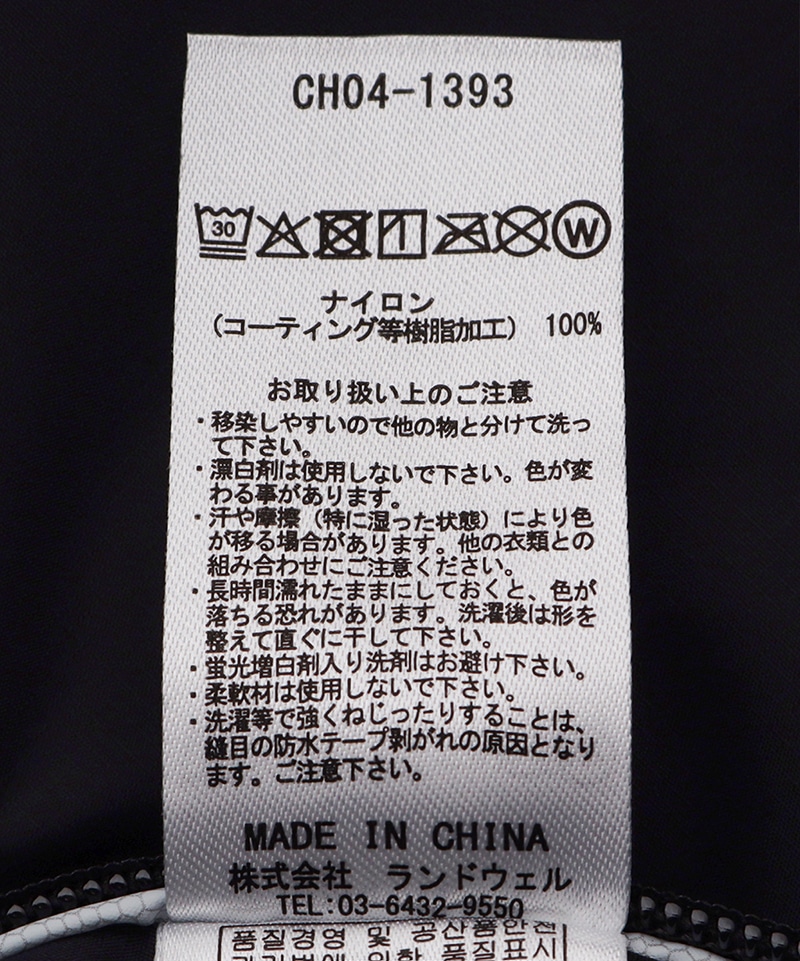 CH04-1393
30 W
ナイロン
(コーティング等樹脂加工) 100%
お取り扱い上のご注意
・移染しやすいので他の物と分けて洗っ
て下さい。
・漂白剤は使用しないで下さい。色が変
わる事があります。
・汗や摩擦(特に湿った状態)により色
が移る場合があります。他の衣類との
組み合わせにご注意ください。
・長時間濡れたままにしておくと、色が
落ちる恐れがあります。洗濯後は形を
整えて直ぐに干して下さい。
・蛍光増白剤入り洗剤はお避け下さい。
・柔軟材は使用しないで下さい。
・洗濯等で強くねじったりすることは、
縫目の防水テープ剥がれの原因となり
ます。ご注意下さい。
MADE IN CHINA
株式会社 ランドウェル
TEL:03-6432-9550
품질경영 및 공산품안전
관리법에 의한 품질표시